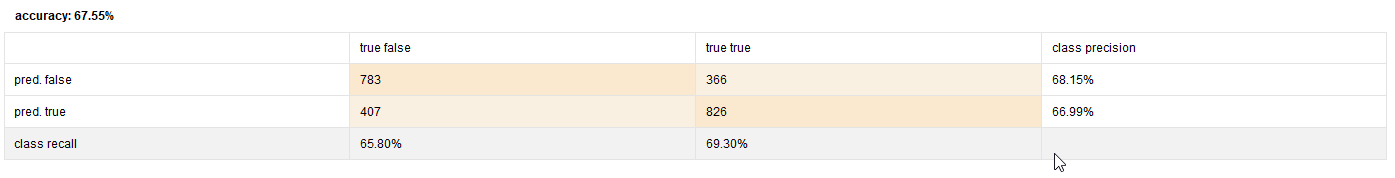 accuracy: 67.55%
true false true true class precision
pred. false 783 366 68.15%
pred. true 407 826 66.99%
class recall 65.80% 69.30%